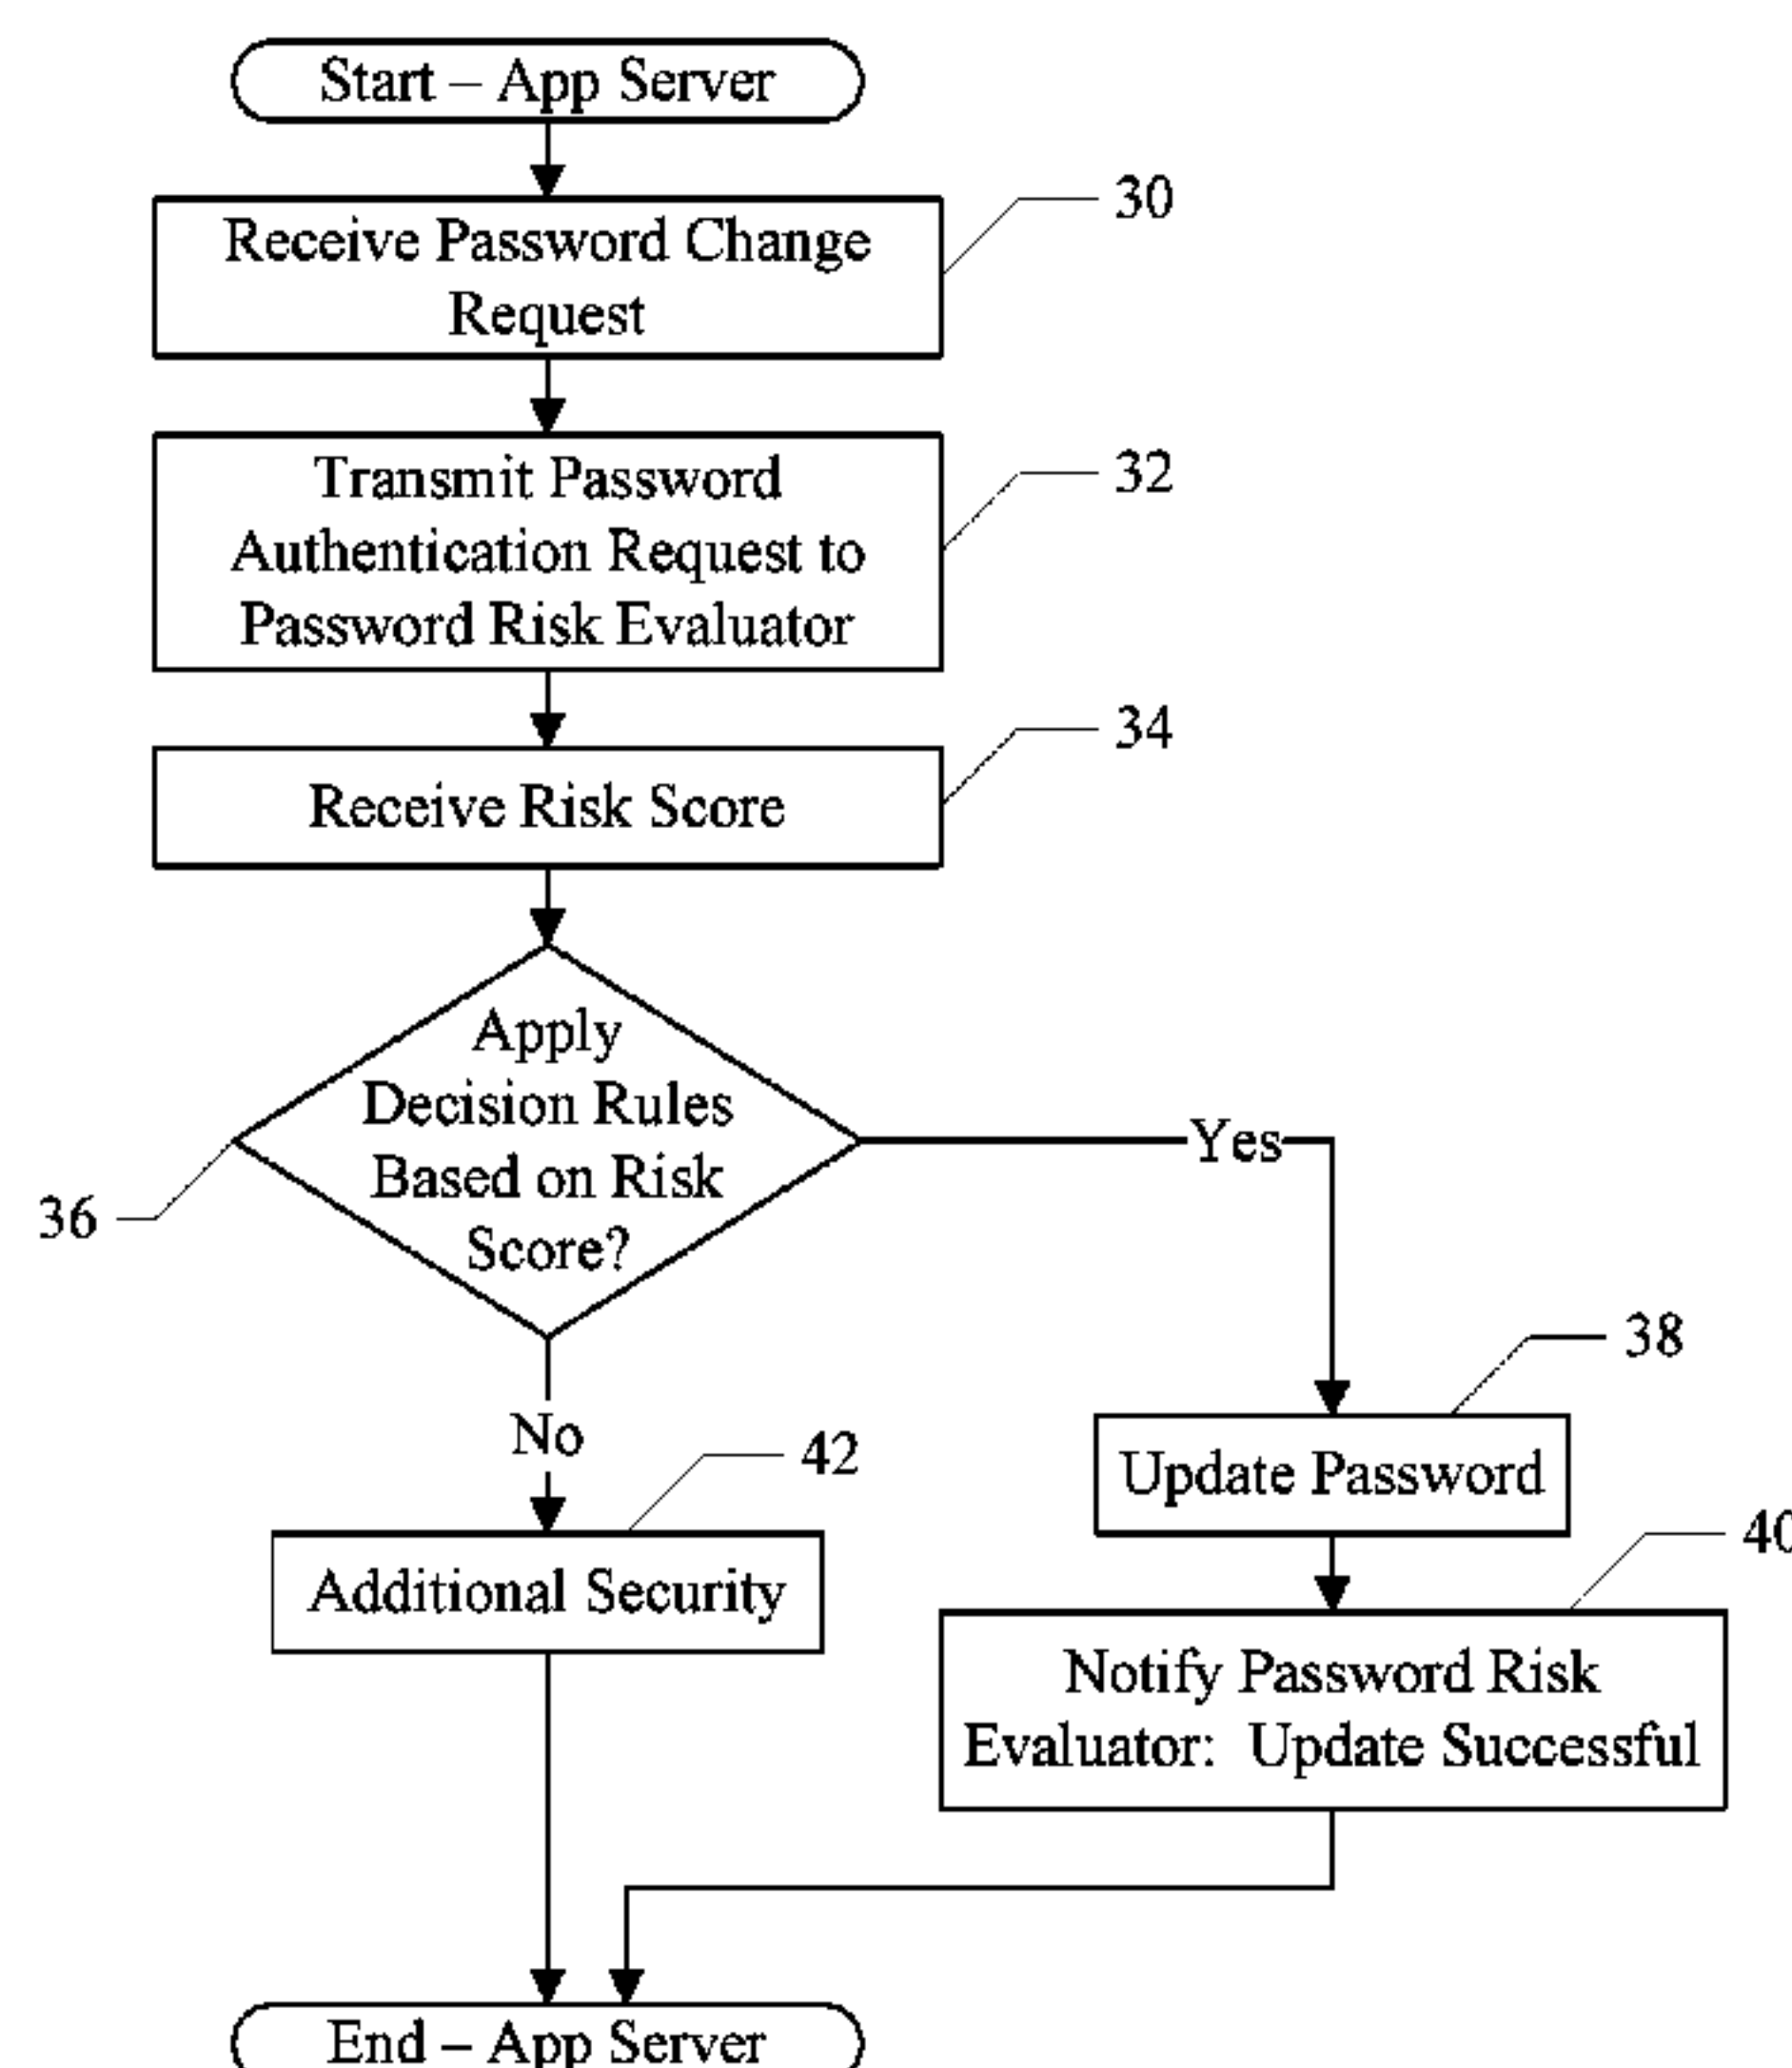 Start – App Server
30
Receive Password Change
Request
32
Transmit Password
Authentication Request to
Password Risk Evaluator
34
Receive Risk Score
Apply
Decision Rules
Based on Risk
Score?
Yes
36
38
No
42
Update Password
40
Additional Security
Notify Password Risk
Evaluator: Update Successful
End – App Server